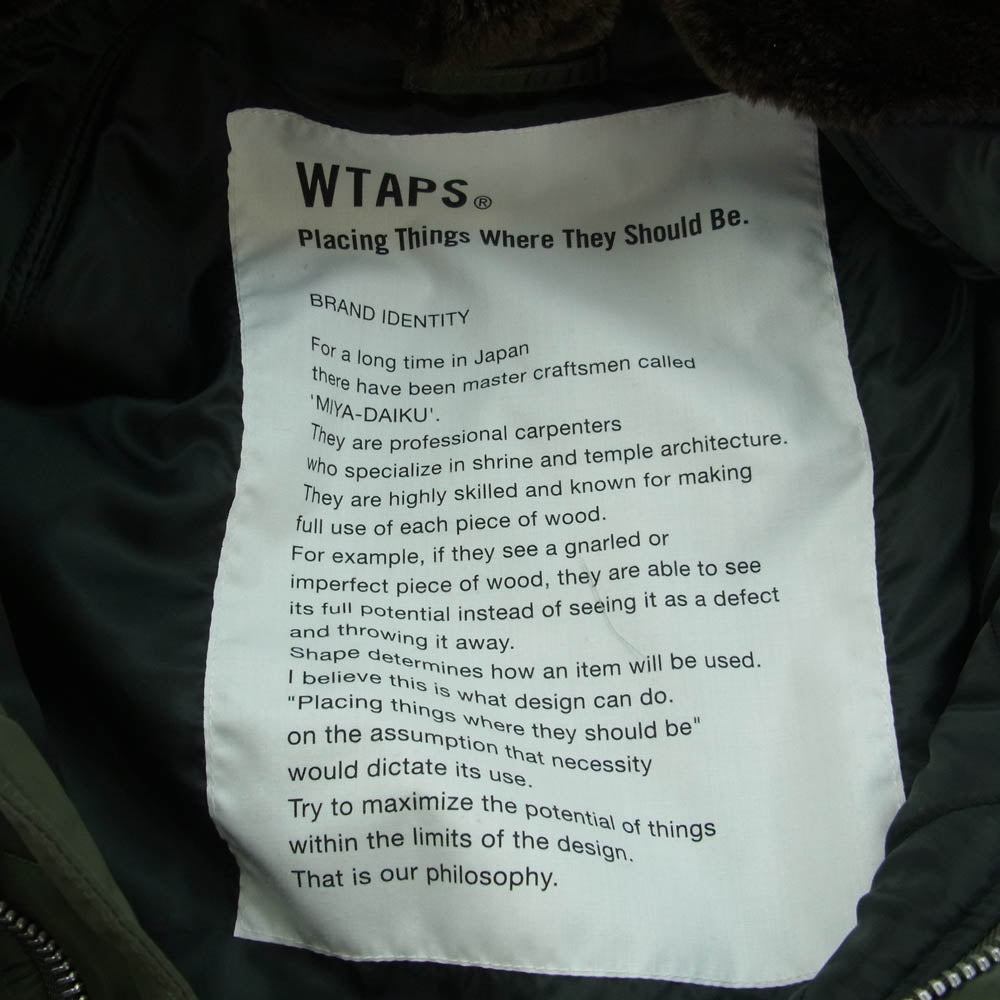 WTAPS®
Placing Things Where They Should Be.
BRAND IDENTITY
For a long time in Japan
there have been master craftsmen called
'MIYA-DAIKU'.
They are professional carpenters
who specialize in shrine and temple architecture.
They are highly skilled and known for making
full use of each piece of wood.
For example, if they see a gnarled or
imperfect piece of wood, they are able to see
its full potential instead of seeing it as a defect
and throwing it away.
Shape determines how an item will be used.
I believe this is what design can do.
"Placing things where they should be"
on the assumption that necessity
would dictate its use.
Try to maximize the potential of things
within the limits of the design.
That is our philosophy.